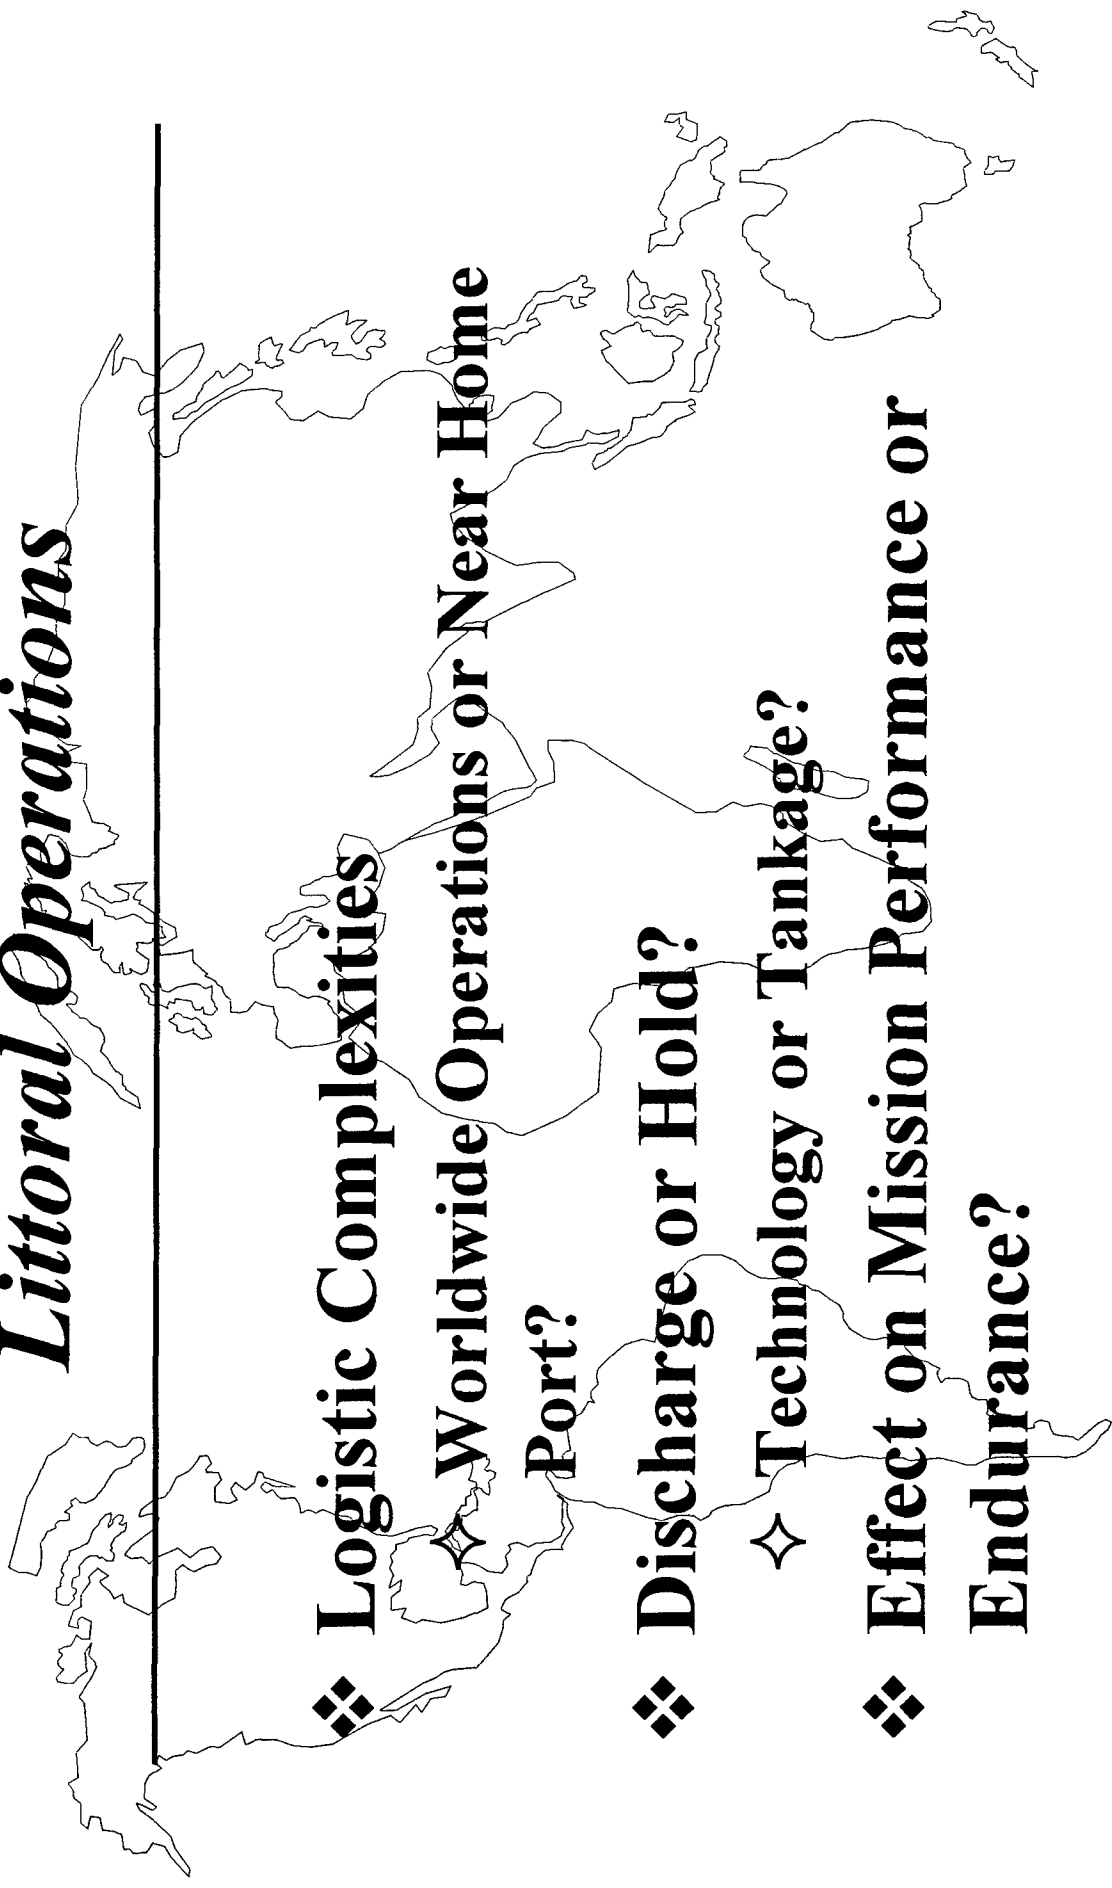 Littoral Operations
❖ Logistic Complexities
✧ Worldwide Operations or Near Home
Port?
❖ Discharge or Hold?
✧ Technology or Tankage?
❖ Effect on Mission Performance or
Endurance?